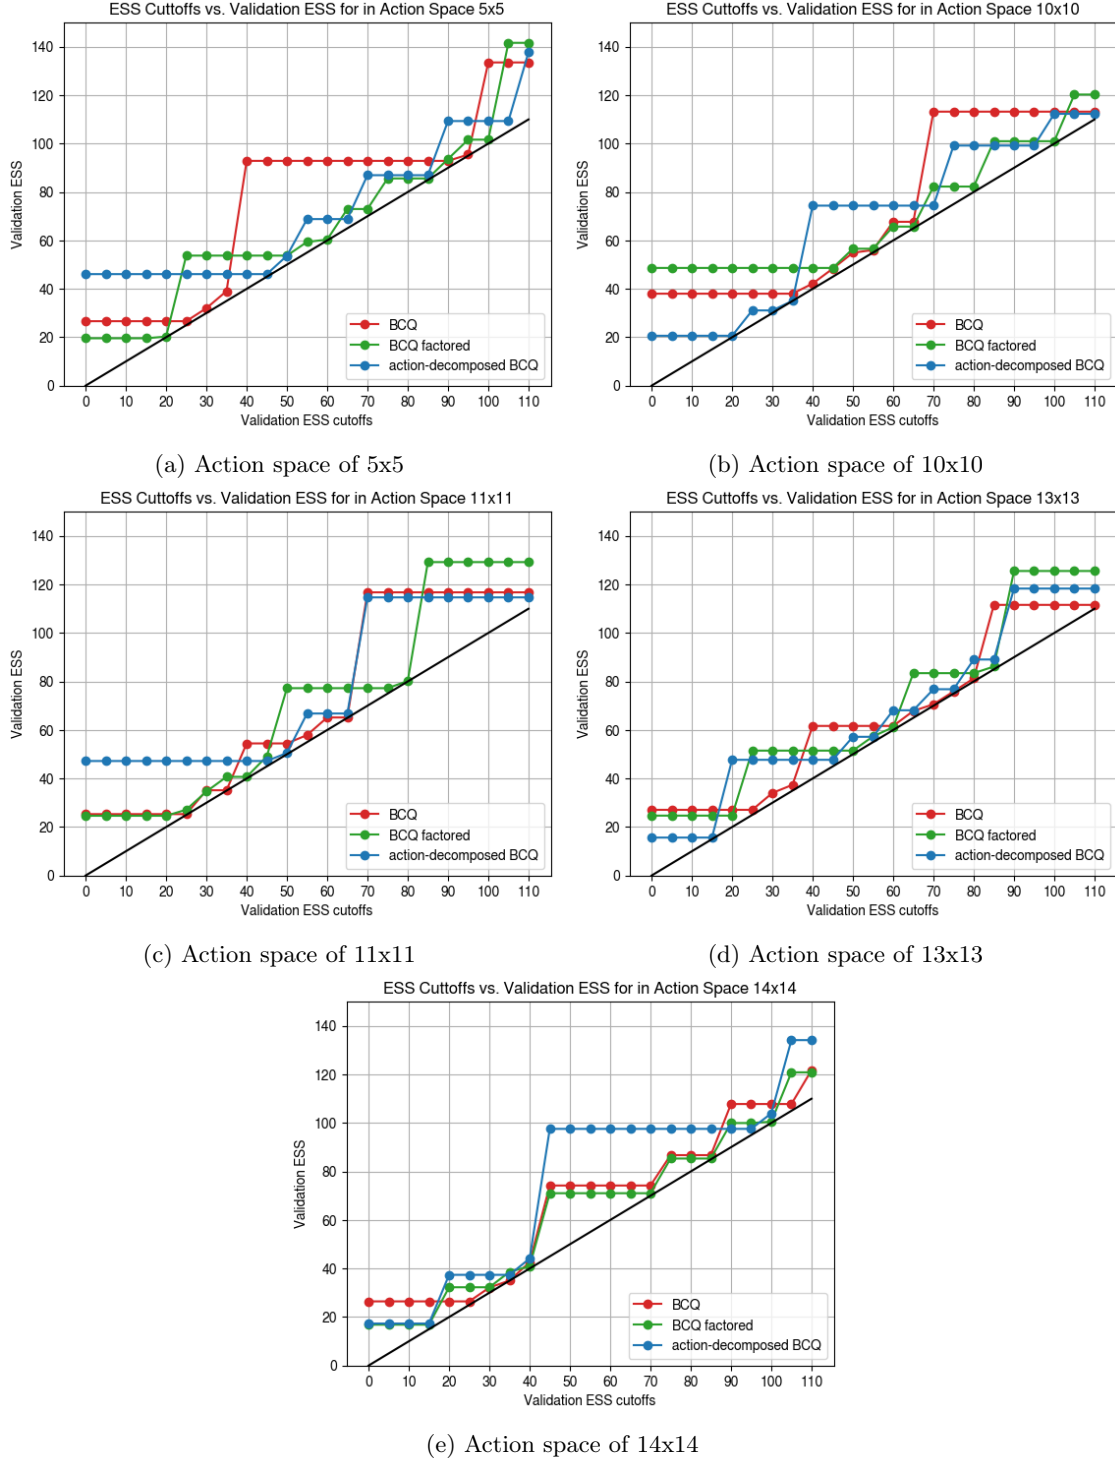 ESS Cuttoffs vs. Validation ESS for in Action Space 5x5
Validation ESS
140
120
100
80
60
40
20
0
BCQ
BCQ factored
action-decomposed BCQ
0 10 20 30 40 50 60 70 80 90 100 110
Validation ESS cutoffs
(a) Action space of 5x5
ESS Cuttoffs vs. Validation ESS for in Action Space 10x10
Validation ESS
140
120
100
80
60
40
20
0
BCQ
BCQ factored
action-decomposed BCQ
0 10 20 30 40 50 60 70 80 90 100 110
Validation ESS cutoffs
(b) Action space of 10x10
ESS Cuttoffs vs. Validation ESS for in Action Space 11x11
Validation ESS
140
120
100
80
60
40
20
0
BCQ
BCQ factored
action-decomposed BCQ
0 10 20 30 40 50 60 70 80 90 100 110
Validation ESS cutoffs
(c) Action space of 11x11
ESS Cuttoffs vs. Validation ESS for in Action Space 13x13
Validation ESS
140
120
100
80
60
40
20
0
BCQ
BCQ factored
action-decomposed BCQ
0 10 20 30 40 50 60 70 80 90 100 110
Validation ESS cutoffs
(d) Action space of 13x13
ESS Cuttoffs vs. Validation ESS for in Action Space 14x14
Validation ESS
140
120
100
80
60
40
20
0
BCQ
BCQ factored
action-decomposed BCQ
0 10 20 30 40 50 60 70 80 90 100 110
Validation ESS cutoffs
(e) Action space of 14x14